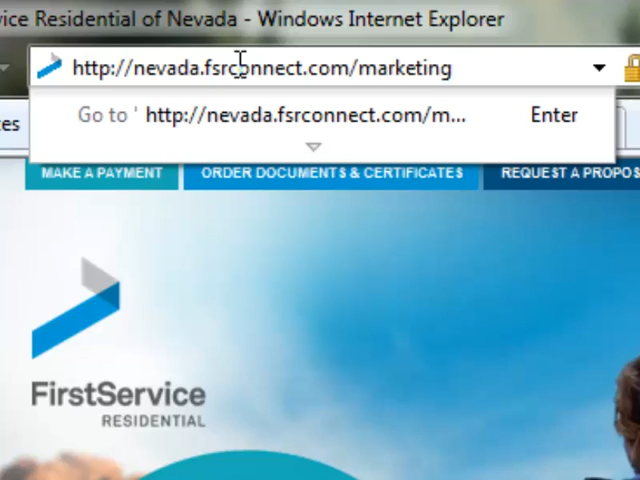 ice Residential of Nevada - Windows Internet Explorer
http://nevada.fsrconnect.com/marketing
Go to ' http://nevada.fsrconnect.com/m... Enter
es
MAKE A PAYMENT ORDER DOCUMENTS & CERTIFICATES REQUEST A PROPOS
FirstService
RESIDENTIAL